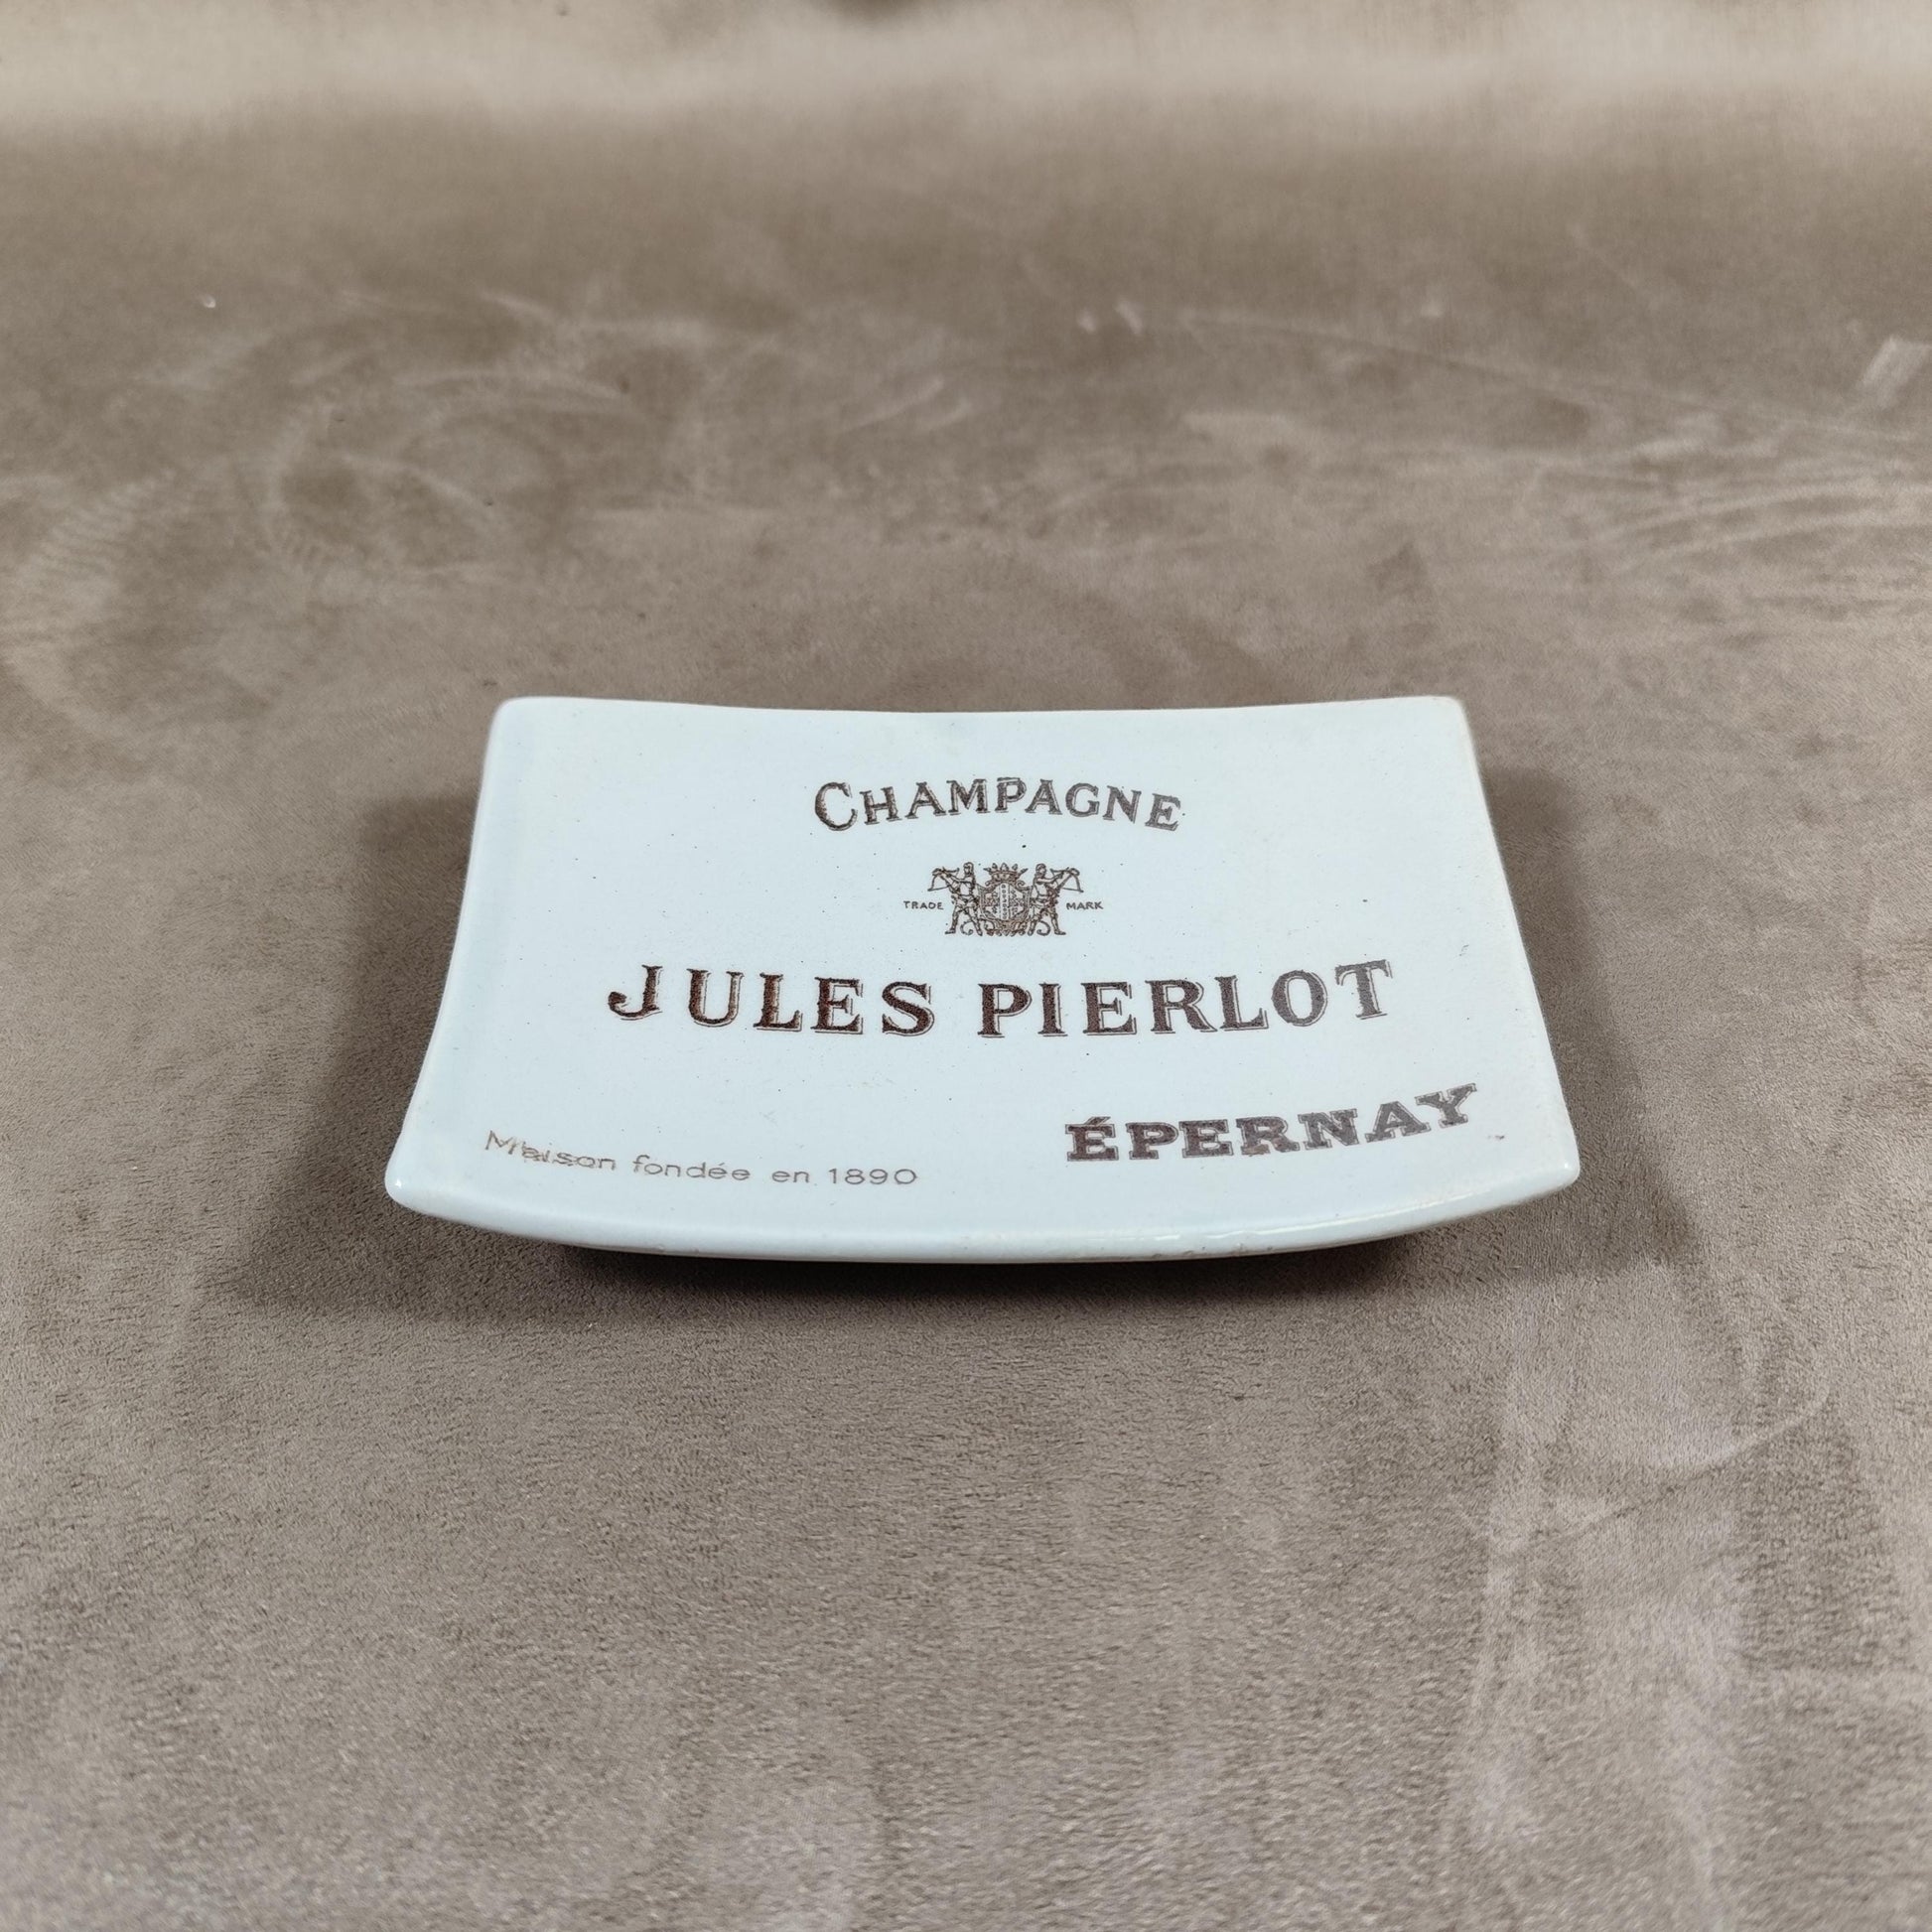 CHAMPAGNE
TRADE MARK
JULES PIERLOT
ÉPERNAY
Maison fondée en 1890